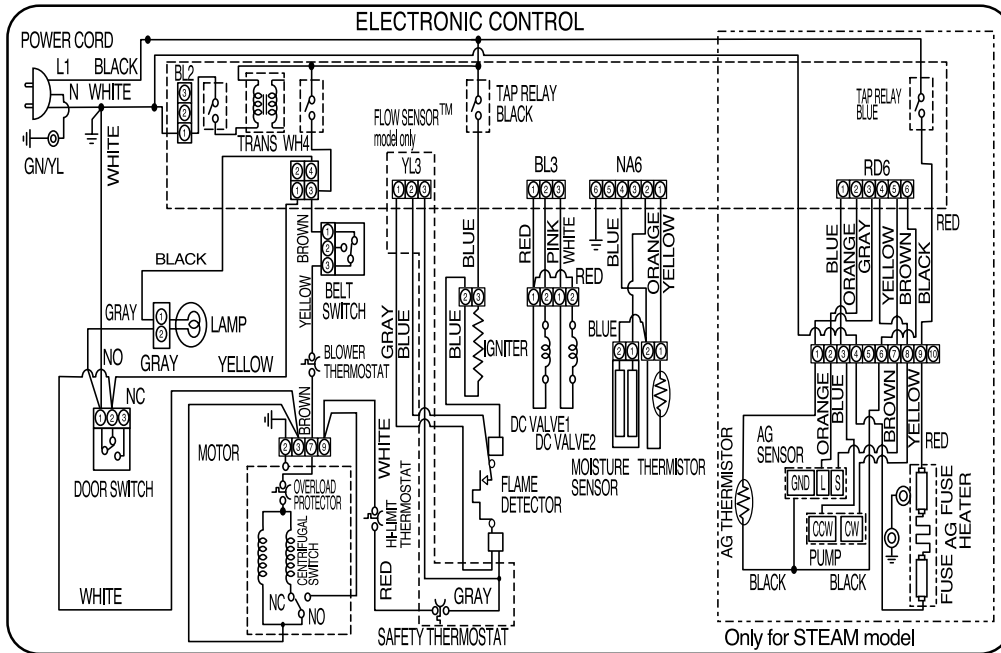 ELECTRONIC CONTROL
POWER CORD
L1 BLACK
N WHITE
GN/YL
WHITE
BL2
3
2
1
TRANS
WH4
2 4
1 3
TAP RELAY
BLACK
FLOW SENSOR™
model only
YL3
1 2 3
BL3
1 2 3
NA6
6 5 4 3 2 1
TAP RELAY
BLUE
RD6
1 2 3 4 5 6
RED
BLACK
BROWN
1
2
3
BELT
SWITCH
YELLOW
GRAY
1
2
LAMP
GRAY
YELLOW
BLOWER
THERMOSTAT
BROWN
NO
NC
1 2 3
DOOR SWITCH
WHITE
MOTOR
2 3 7 9
OVERLOAD
PROTECTOR
CENTRIFUGAL
SWITCH
NC
NO
WHITE
HI-LIMIT
THERMOSTAT
RED
GRAY
BLUE
BLUE
2 3
BLUE
IGNITER
FLAME
DETECTOR
GRAY
SAFETY THERMOSTAT
RED
PINK
WHITE
RED
1 2 1 2
DC VALVE1
DC VALVE2
BLUE
ORANGE
YELLOW
BLUE
2 1 2 1
MOISTURE
SENSOR
THERMISTOR
BLUE
ORANGE
GRAY
YELLOW
BROWN
BLACK
1 2 3 4 5 6 7 8 9 10
ORANGE
BLUE
BROWN
YELLOW
RED
AG THERMISTOR
AG
SENSOR
GND L S
CCW CW
PUMP
BLACK
BLACK
FUSE AG FUSE
HEATER
Only for STEAM model